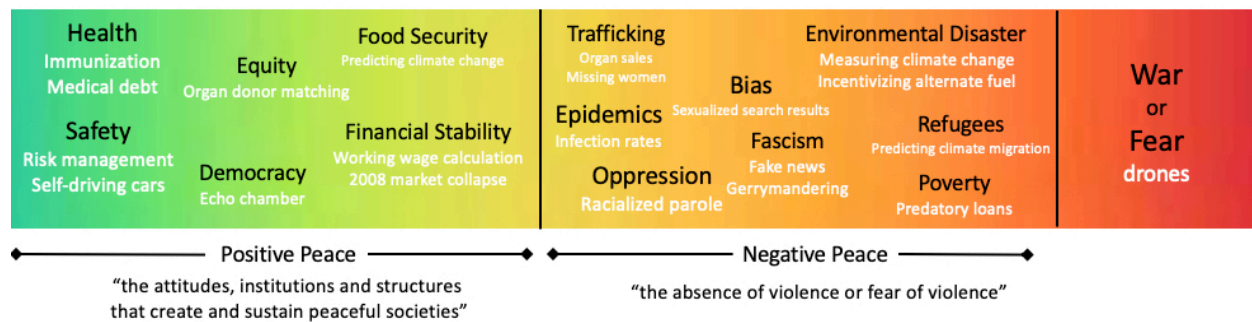 Health
Immunization
Medical debt
Equity
Organ donor matching
Food Security
Predicting climate change
Safety
Risk management
Self-driving cars
Democracy
Echo chamber
Financial Stability
Working wage calculation
2008 market collapse
Trafficking
Organ sales
Missing women
Bias
Sexualized search results
Environmental Disaster
Measuring climate change
Incentivizing alternate fuel
Epidemics
Infection rates
Fascism
Fake news
Gerrymandering
Refugees
Predicting climate migration
Oppression
Racialized parole
Poverty
Predatory loans
War
or
Fear
drones
Positive Peace
“the attitudes, institutions and structures
that create and sustain peaceful societies”
Negative Peace
“the absence of violence or fear of violence”